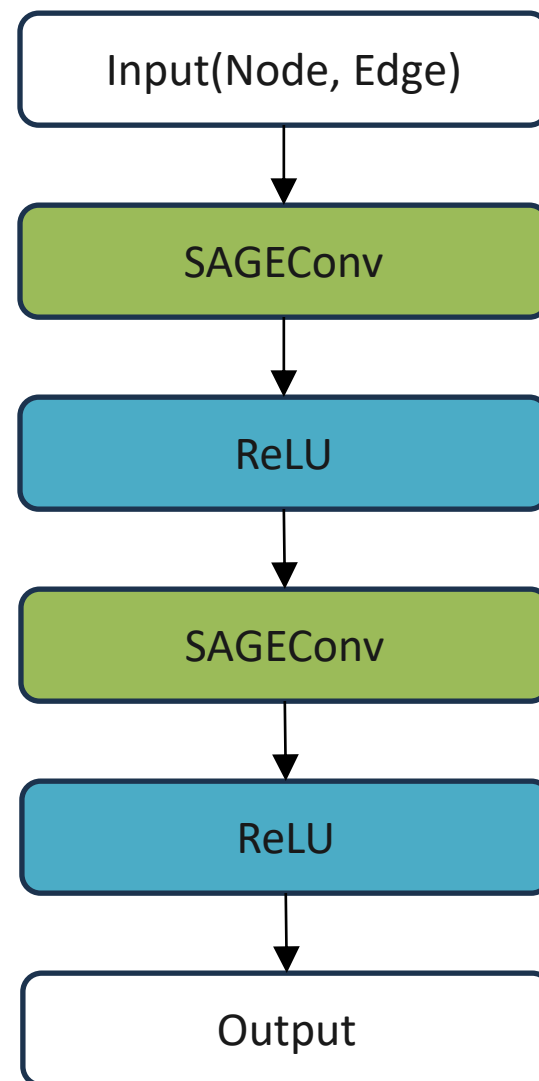 Input(Node, Edge)
SAGEConv
ReLU
SAGEConv
ReLU
Output